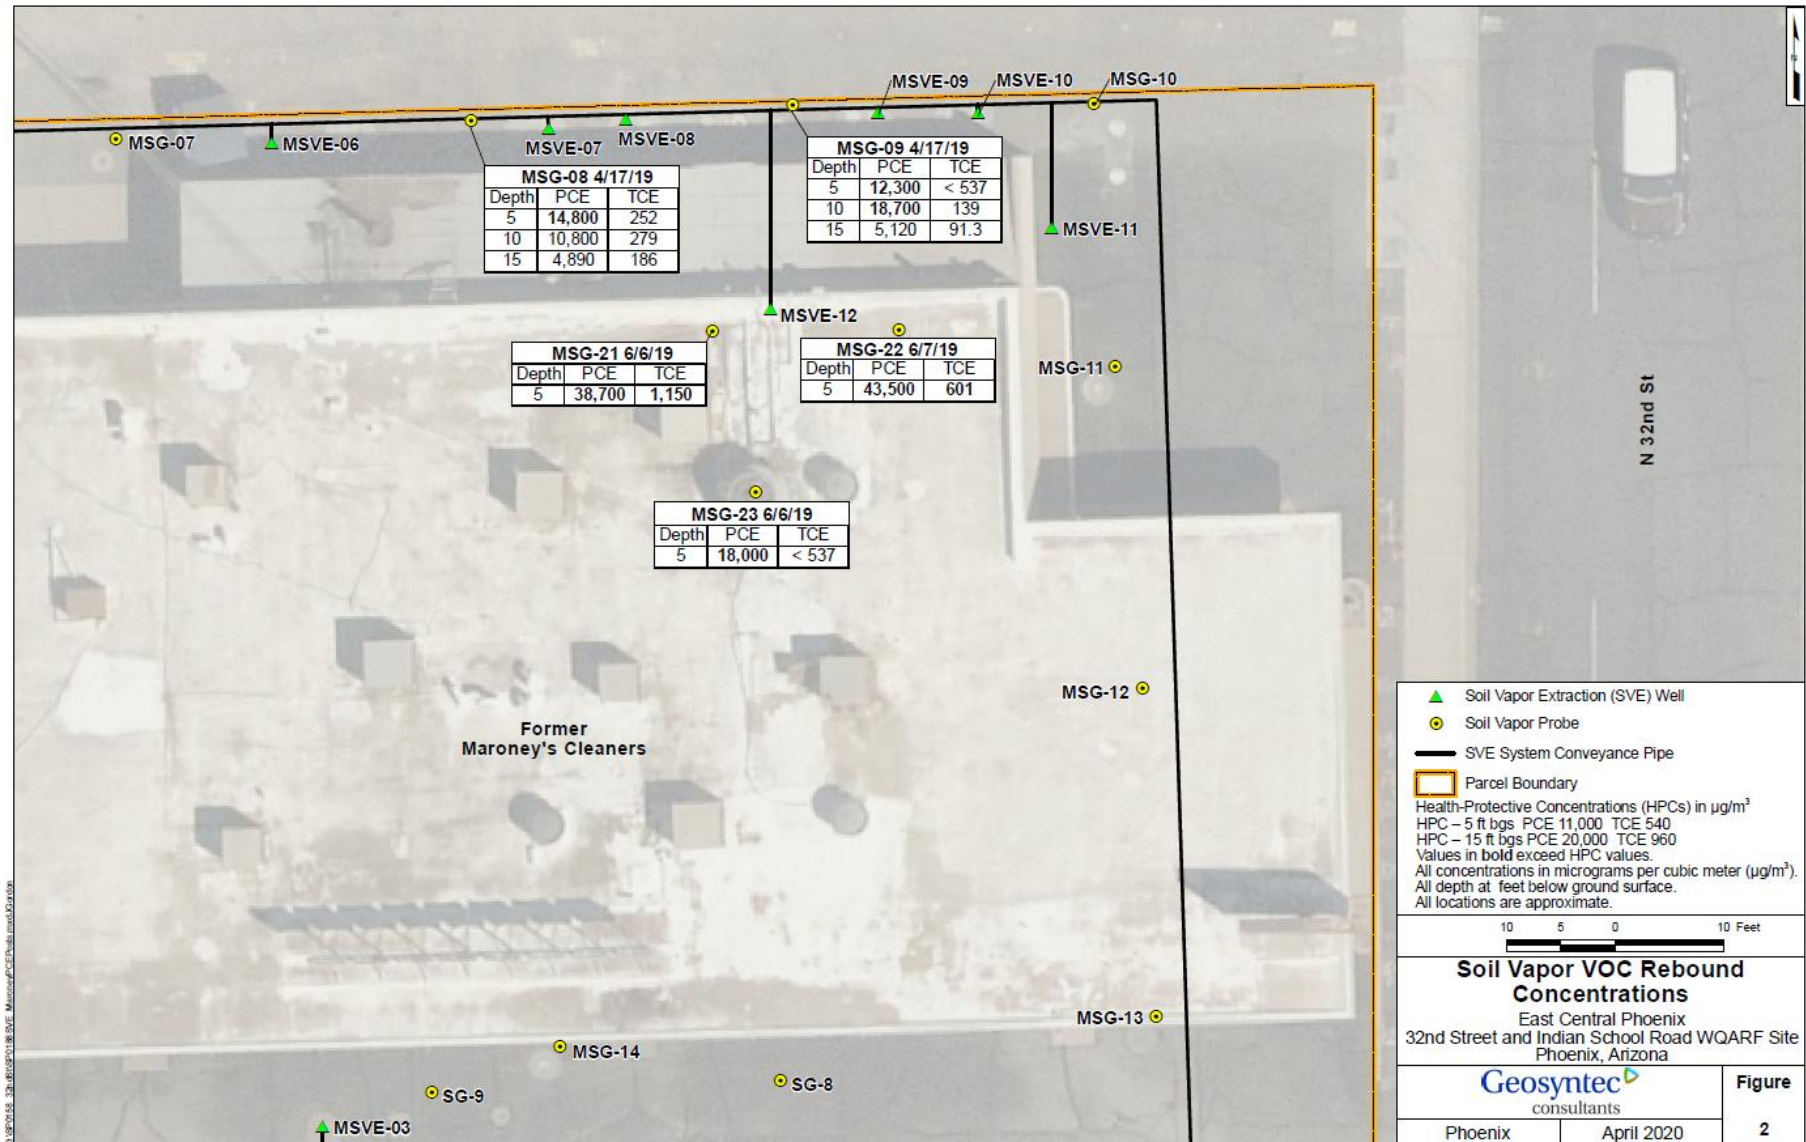 MSVE-09
MSVE-10
MSG-10
MSG-07
MSVE-06
MSVE-07
MSVE-08
MSG-08 4/17/19
Depth PCE TCE
5 14,800 252
10 10,800 279
15 4,890 186
MSG-09 4/17/19
Depth PCE TCE
5 12,300 < 537
10 18,700 139
15 5,120 91.3
MSVE-11
MSVE-12
MSG-21 6/6/19
Depth PCE TCE
5 38,700 1,150
MSG-22 6/7/19
Depth PCE TCE
5 43,500 601
MSG-11
N 32nd St
MSG-23 6/6/19
Depth PCE TCE
5 18,000 < 537
MSG-12
Former
Maroney's Cleaners
MSG-13
MSG-14
SG-8
SG-9
MSVE-03
Soil Vapor Extraction (SVE) Well
Soil Vapor Probe
SVE System Conveyance Pipe
Parcel Boundary
Health-Protective Concentrations (HPCs) in µg/m³
HPC – 5 ft bgs PCE 11,000 TCE 540
HPC – 15 ft bgs PCE 20,000 TCE 960
Values in bold exceed HPC values.
All concentrations in micrograms per cubic meter (µg/m³).
All depth at feet below ground surface.
All locations are approximate.
10 5 0 10 Feet
Soil Vapor VOC Rebound
Concentrations
East Central Phoenix
32nd Street and Indian School Road WQARF Site
Phoenix, Arizona
Geosyntec
consultants
Figure
2
Phoenix
April 2020